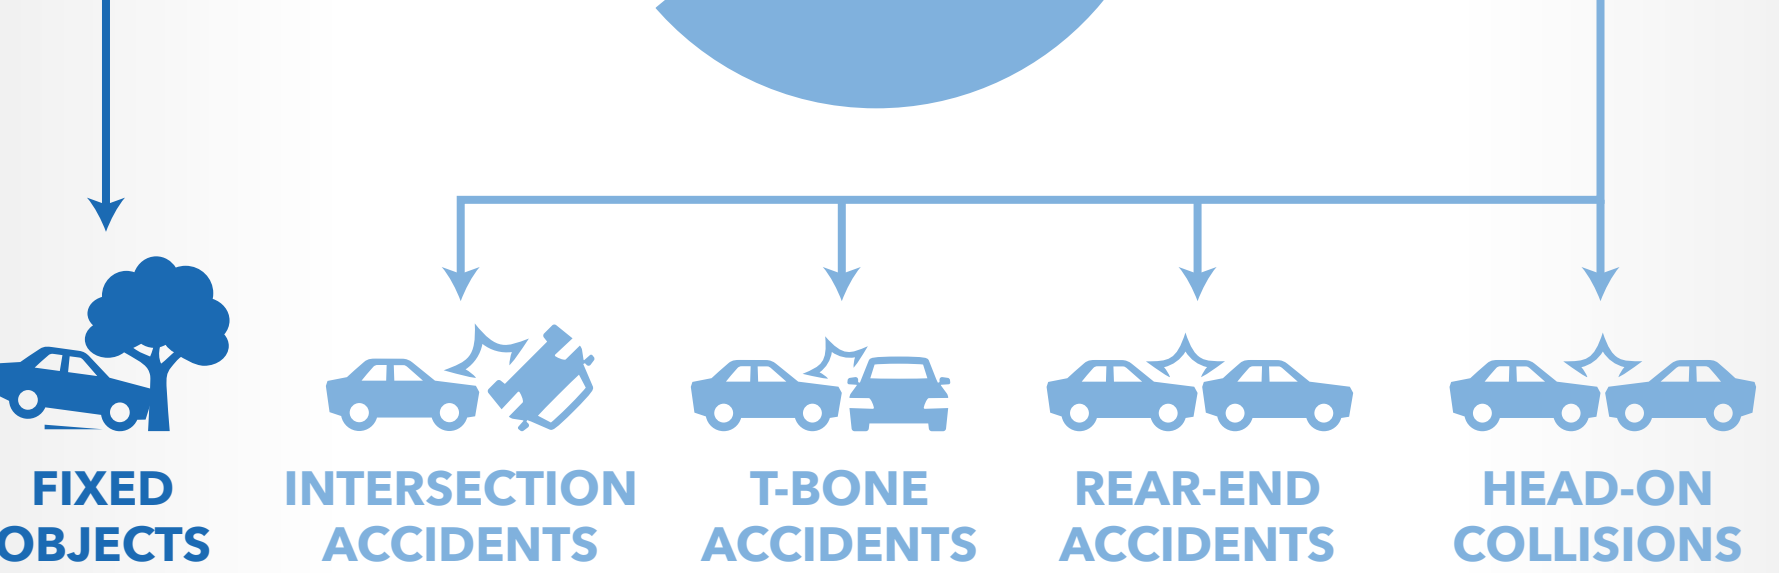 FIXED
OBJECTS
INTERSECTION
ACCIDENTS
T-BONE
ACCIDENTS
REAR-END
ACCIDENTS
HEAD-ON
COLLISIONS